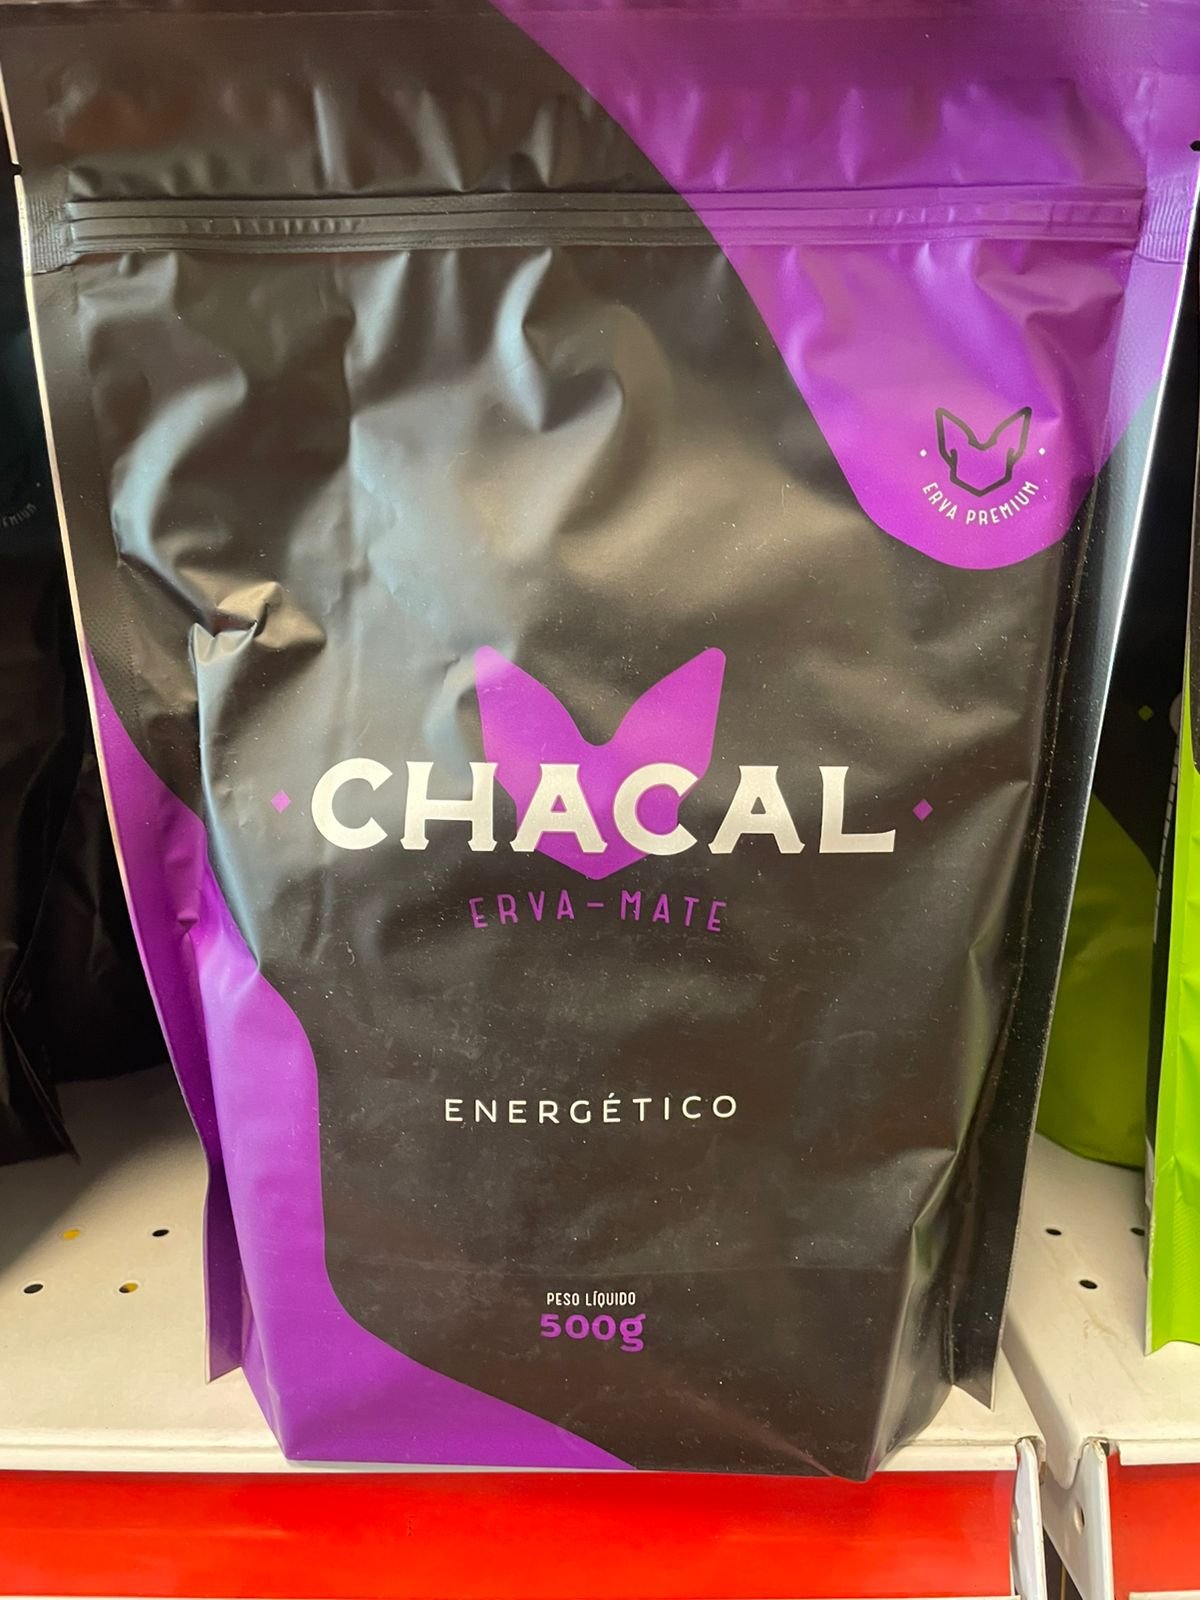 ERVA PREMIUM
CHACAL
ERVA-MATE
ENERGÉTICO
PESO LÍQUIDO
500g